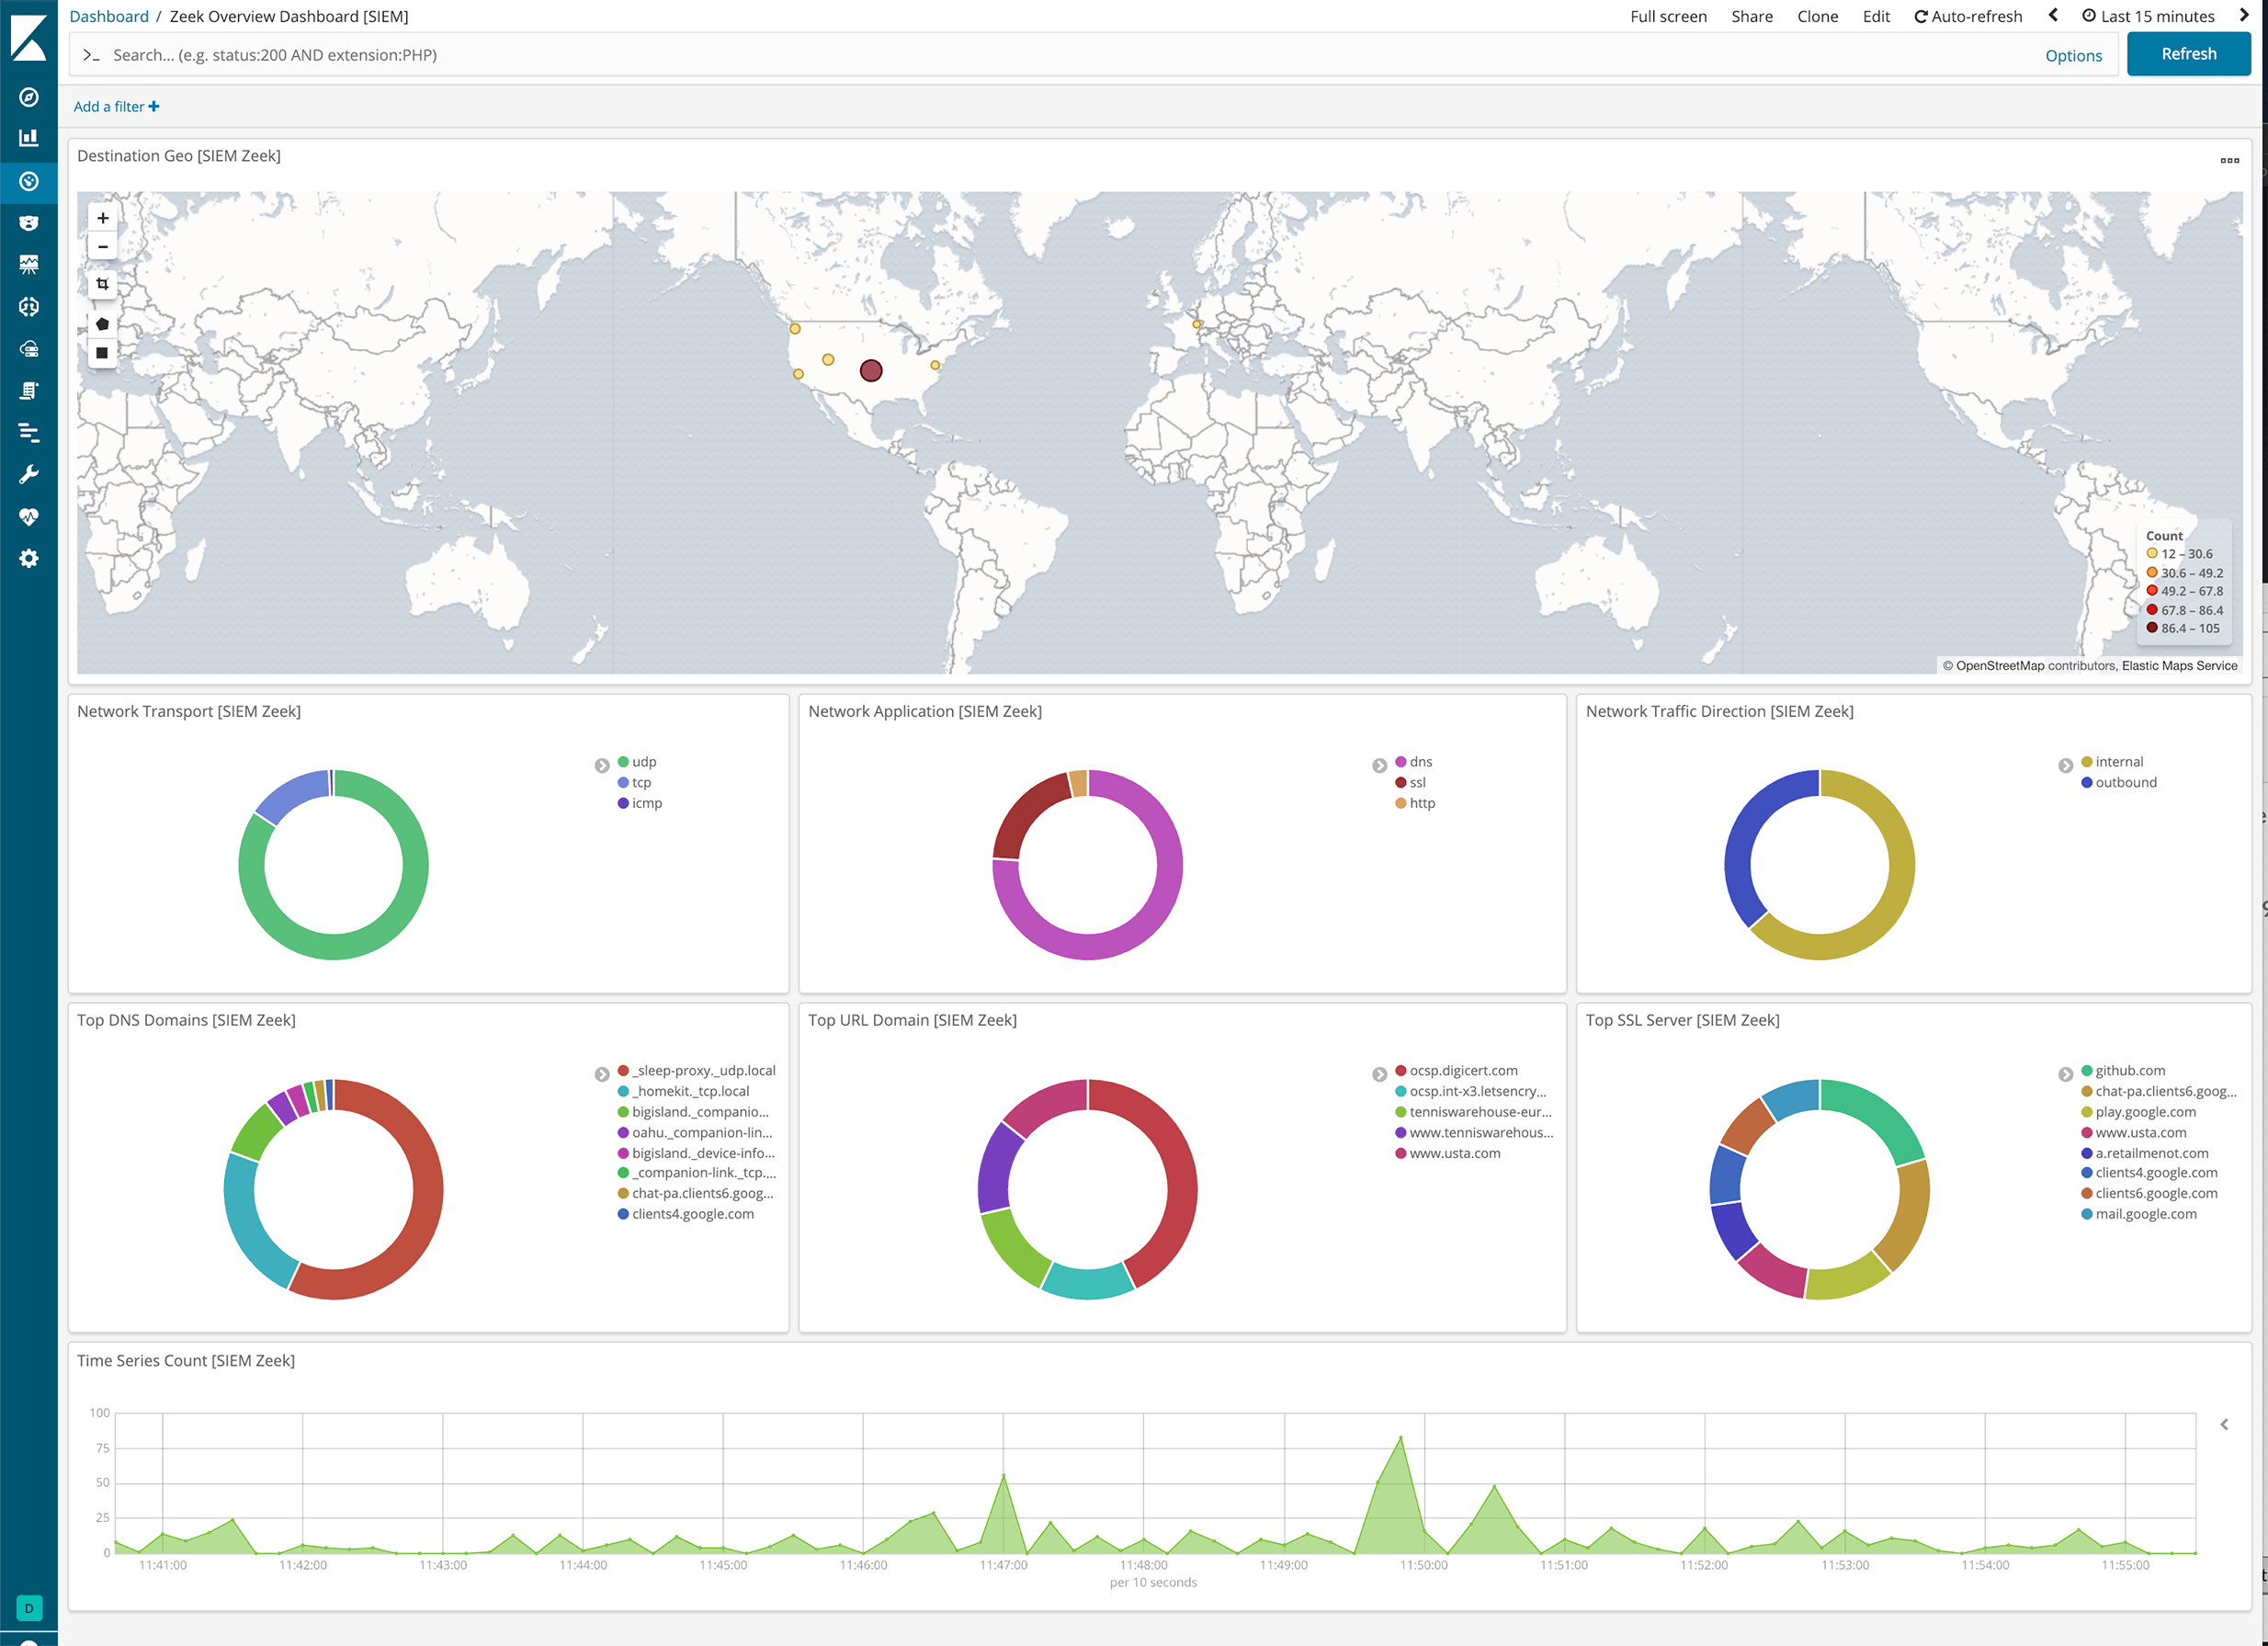 Dashboard / Zeek Overview Dashboard [SIEM]
Full screen Share Clone Edit Auto-refresh Last 15 minutes
>_ Search... (e.g. status:200 AND extension:PHP)
Options
Refresh
Add a filter +
Destination Geo [SIEM Zeek]
+
−
Count
12 – 30.6
30.6 – 49.2
49.2 – 67.8
67.8 – 86.4
86.4 – 105
© OpenStreetMap contributors, Elastic Maps Service
Network Transport [SIEM Zeek]
udp
tcp
icmp
Network Application [SIEM Zeek]
dns
ssl
http
Network Traffic Direction [SIEM Zeek]
internal
outbound
Top DNS Domains [SIEM Zeek]
_sleep-proxy._udp.local
_homekit._tcp.local
bigisland._companio...
oahu._companion-lin...
bigisland._device-info...
_companion-link._tcp....
chat-pa.clients6.goog...
clients4.google.com
Top URL Domain [SIEM Zeek]
ocsp.digicert.com
ocsp.int-x3.letsencry...
tenniswarehouse-eur...
www.tenniswarehous...
www.usta.com
Top SSL Server [SIEM Zeek]
github.com
chat-pa.clients6.goog...
play.google.com
www.usta.com
a.retailmenot.com
clients4.google.com
clients6.google.com
mail.google.com
Time Series Count [SIEM Zeek]
100
75
50
25
0
11:41:00 11:42:00 11:43:00 11:44:00 11:45:00 11:46:00 11:47:00 11:48:00 11:49:00 11:50:00 11:51:00 11:52:00 11:53:00 11:54:00 11:55:00
per 10 seconds
D